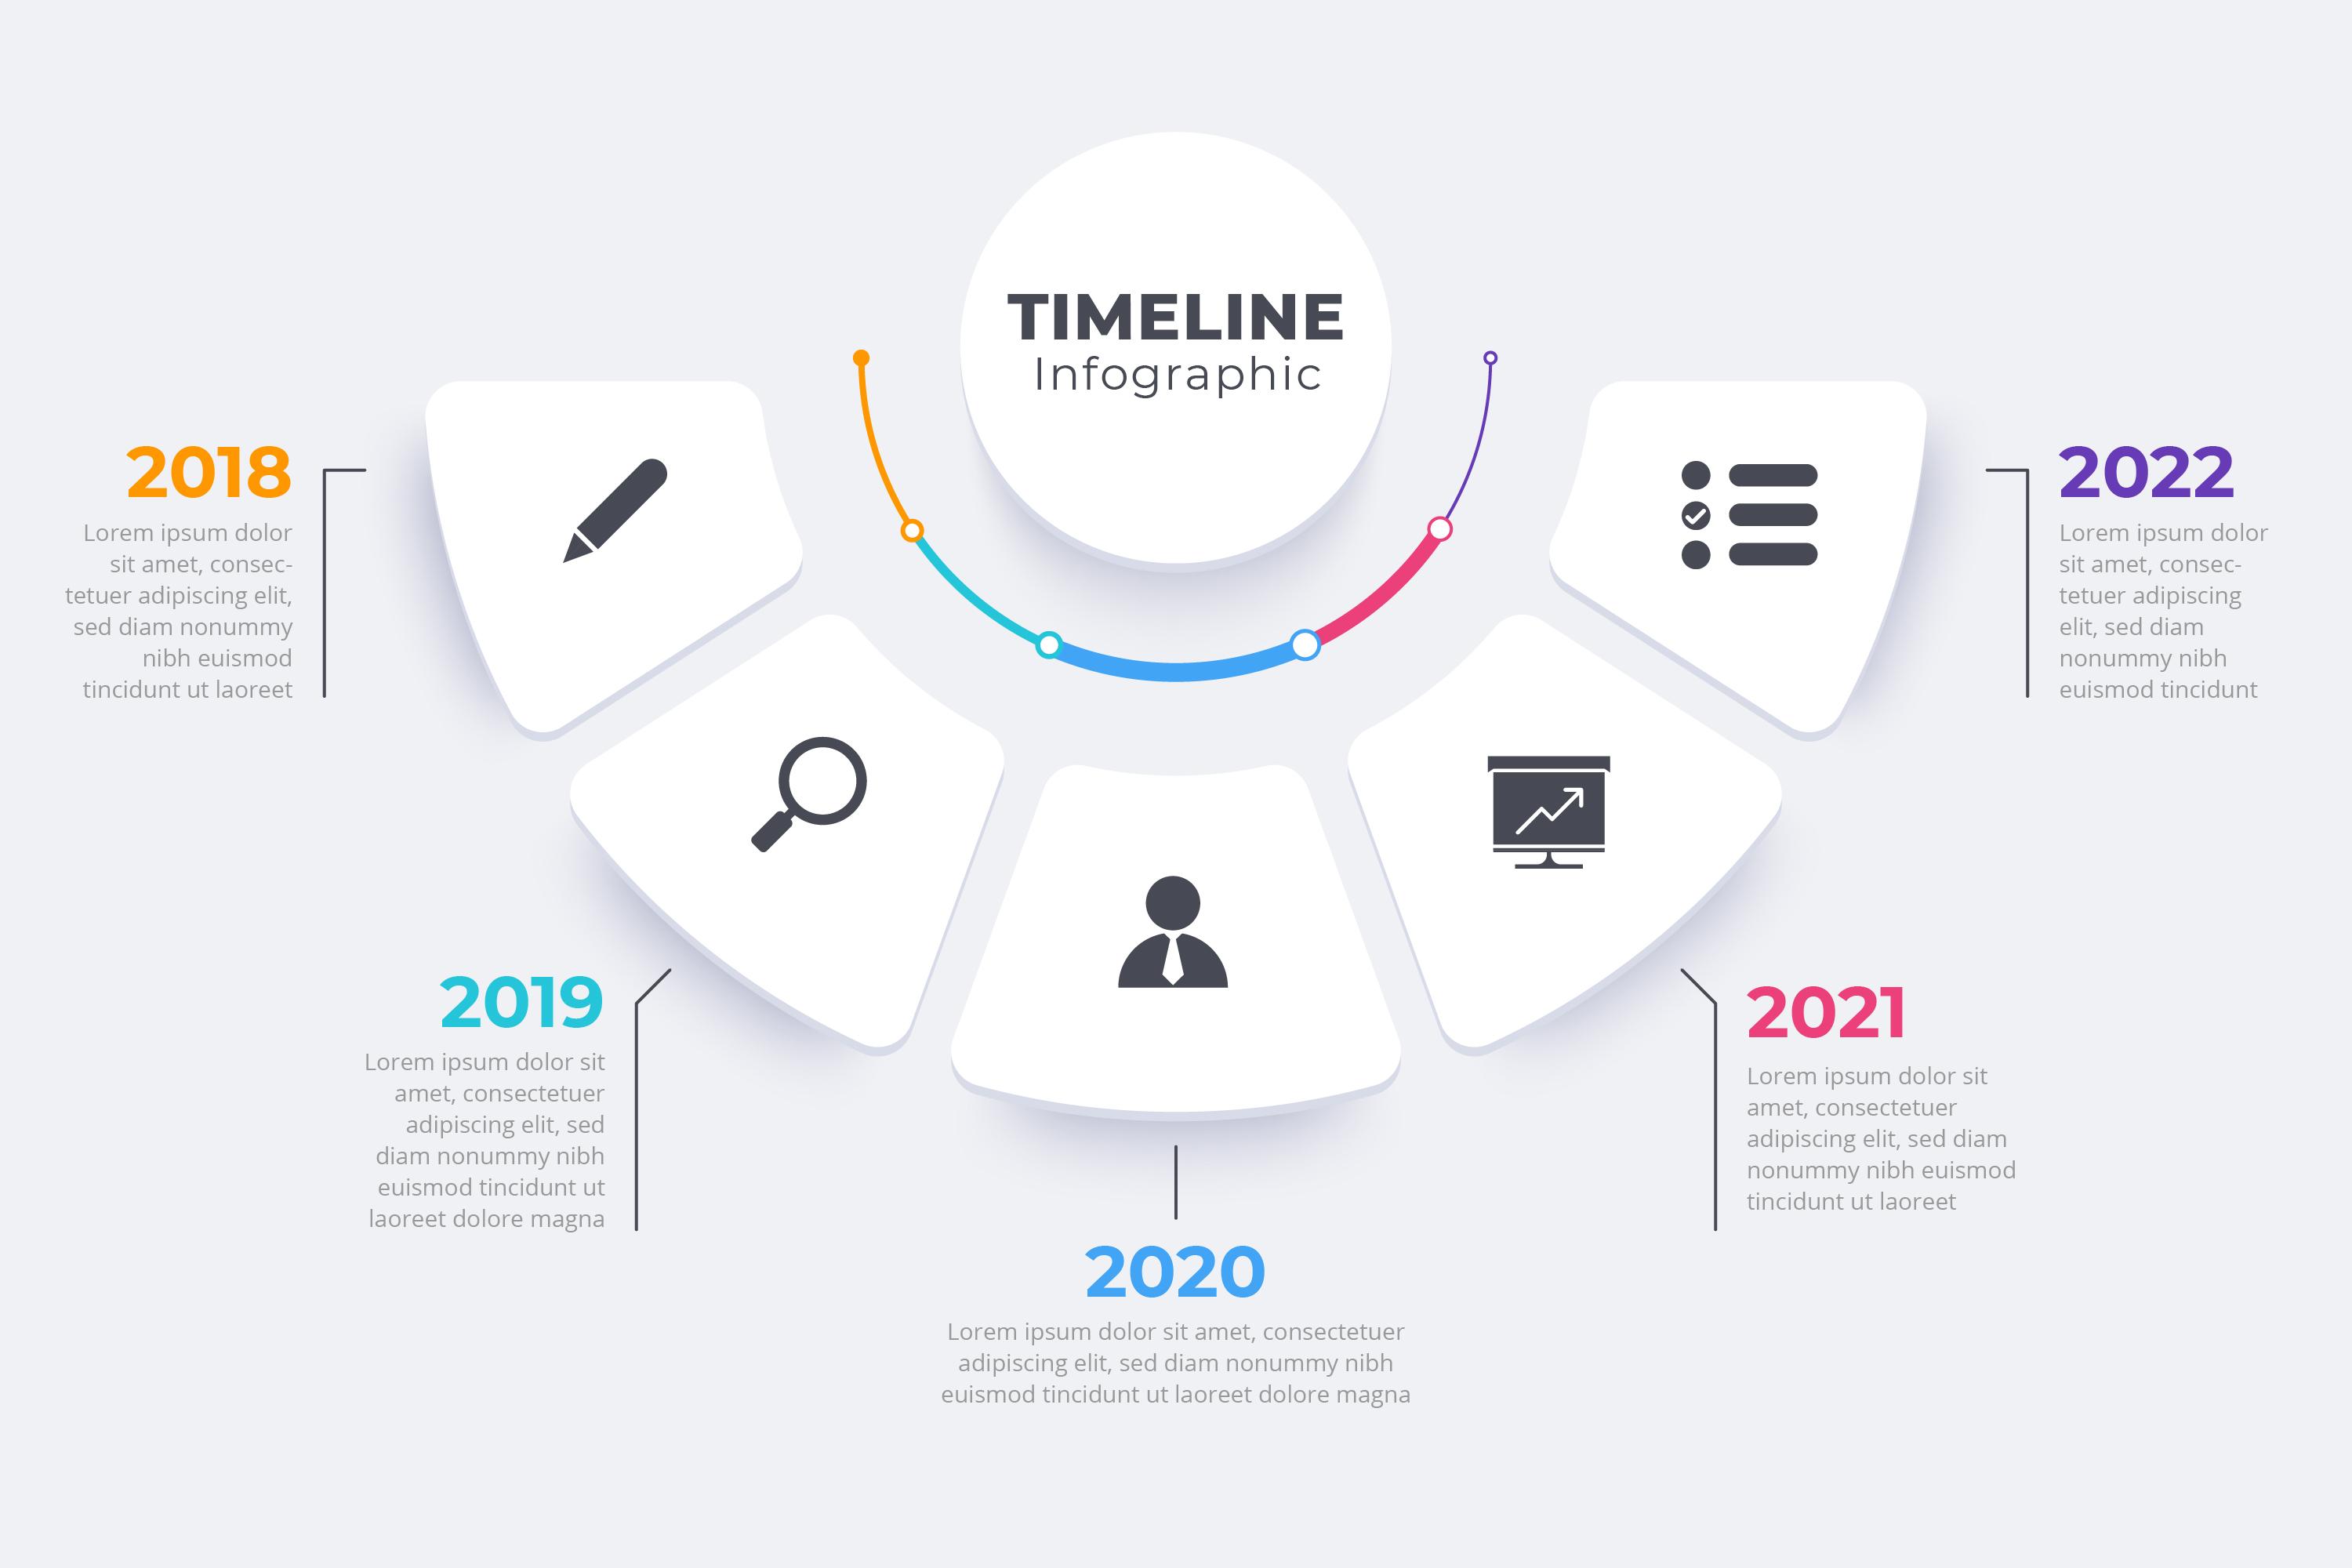 TIMELINE
Infographic
2018
Lorem ipsum dolor
sit amet, consec-
tetuer adipiscing elit,
sed diam nonummy
nibh euismod
tincidunt ut laoreet
2019
Lorem ipsum dolor sit
amet, consectetuer
adipiscing elit, sed
diam nonummy nibh
euismod tincidunt ut
laoreet dolore magna
2020
Lorem ipsum dolor sit amet, consectetuer
adipiscing elit, sed diam nonummy nibh
euismod tincidunt ut laoreet dolore magna
2021
Lorem ipsum dolor sit
amet, consectetuer
adipiscing elit, sed diam
nonummy nibh euismod
tincidunt ut laoreet
2022
Lorem ipsum dolor
sit amet, consec-
tetuer adipiscing
elit, sed diam
nonummy nibh
euismod tincidunt